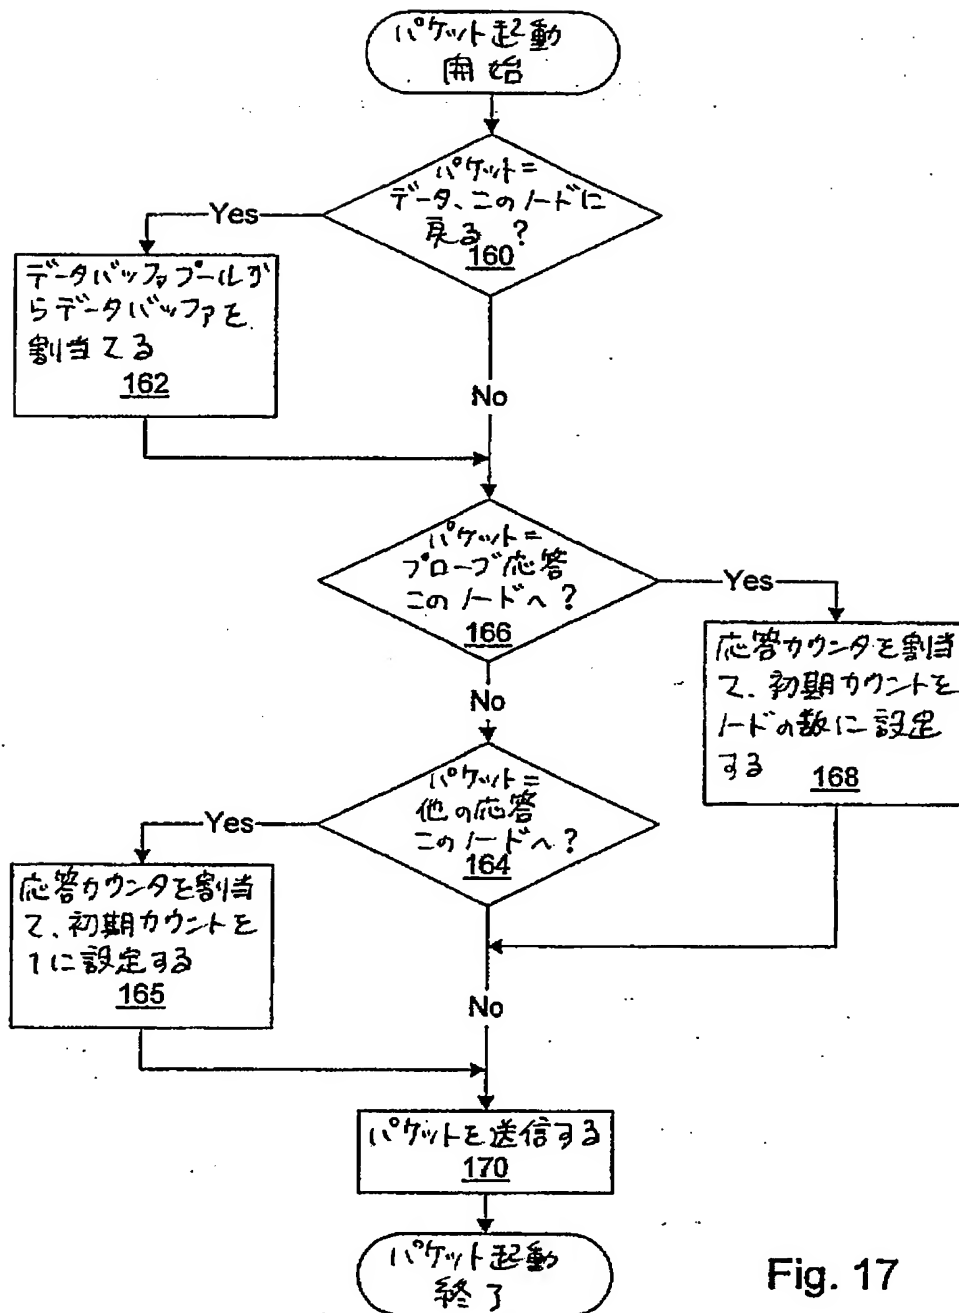 パケット起動
開始
パケット=
データ、このノードに
戻る?
160
Yes
データバッファプールか
らデータバッファを
割当てる
162
No
パケット=
プローブ応答
このノードへ?
166
Yes
応答カウンタを割当
て、初期カウントを
ノードの数に設定
する
168
No
パケット=
他の応答
このノードへ?
164
Yes
応答カウンタを割当
て、初期カウントを
1に設定する
165
No
パケットを送信する
170
パケット起動
終了
Fig. 17